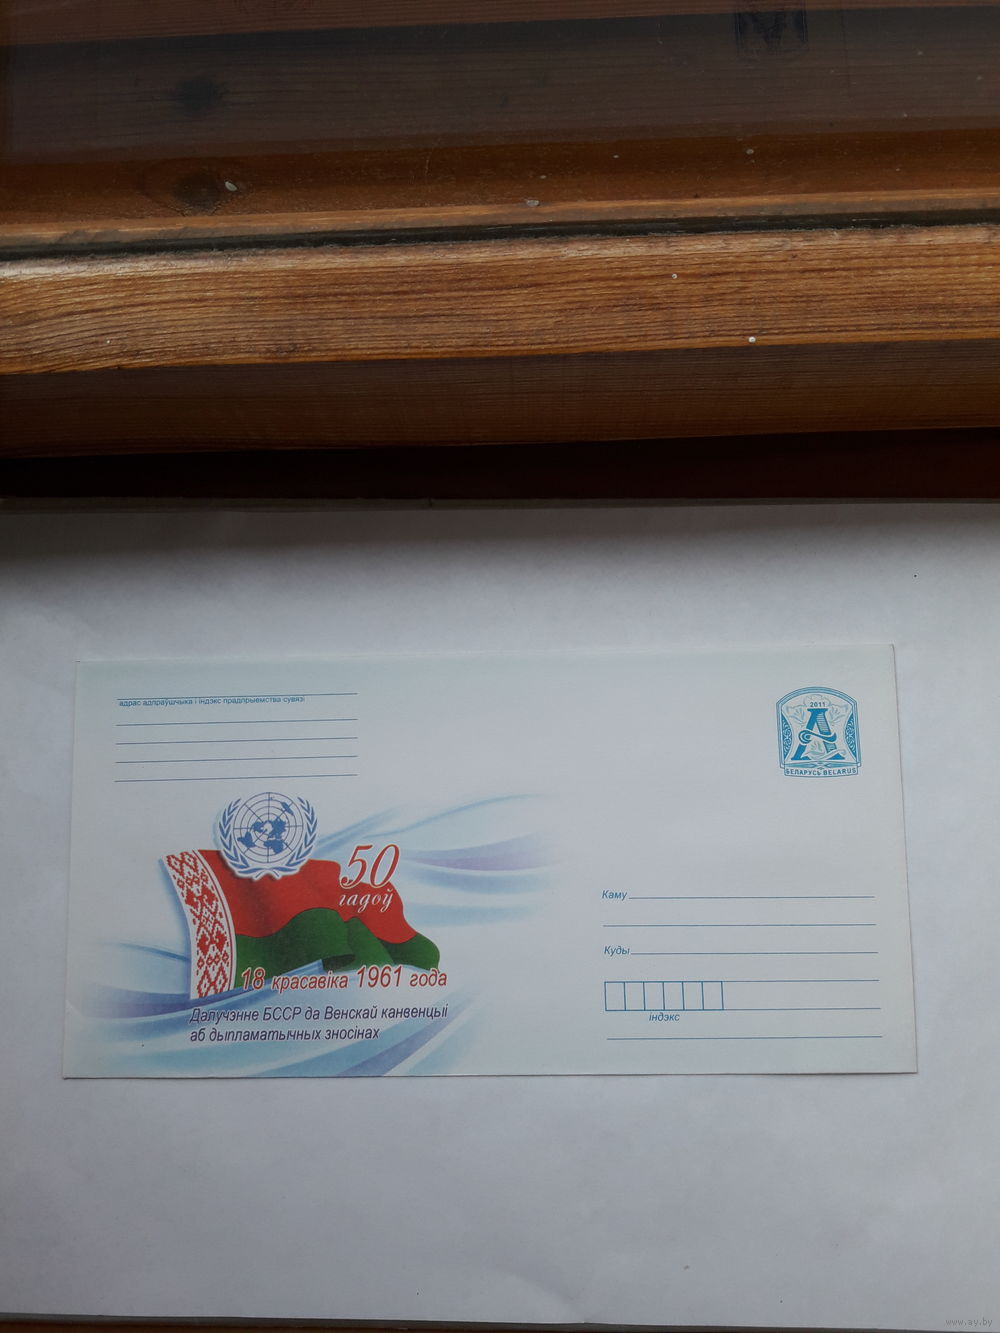 адрас адпраўшчыка і індэкс прадпрыемства сувязі
2011
А
БЕЛАРУСЬ BELARUS
50
гадоў
18 красавіка 1961 года
Далучэнне БССР да Венскай канвенцыі
аб дыпламатычных зносінах
Каму
Куды
індэкс
www.ay.by